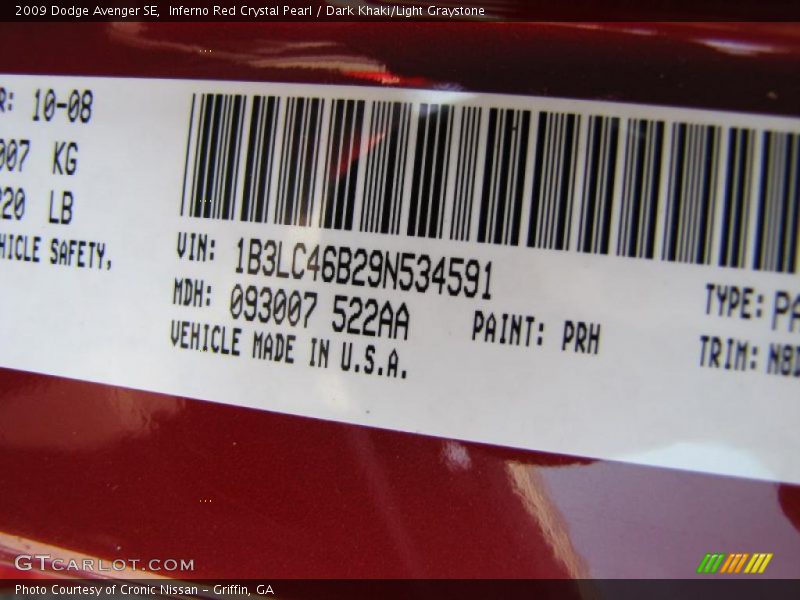 2009 Dodge Avenger SE,  Inferno Red Crystal Pearl / Dark Khaki/Light Graystone
R: 10-08
007 KG
220 LB
HICLE SAFETY,
VIN: 1B3LC46B29N534591
MDH: 093007 522AA
PAINT: PRH
VEHICLE MADE IN U.S.A.
TYPE: PA
TRIM: N8D
GTCARLOT.COM
Photo Courtesy of Cronic Nissan - Griffin, GA